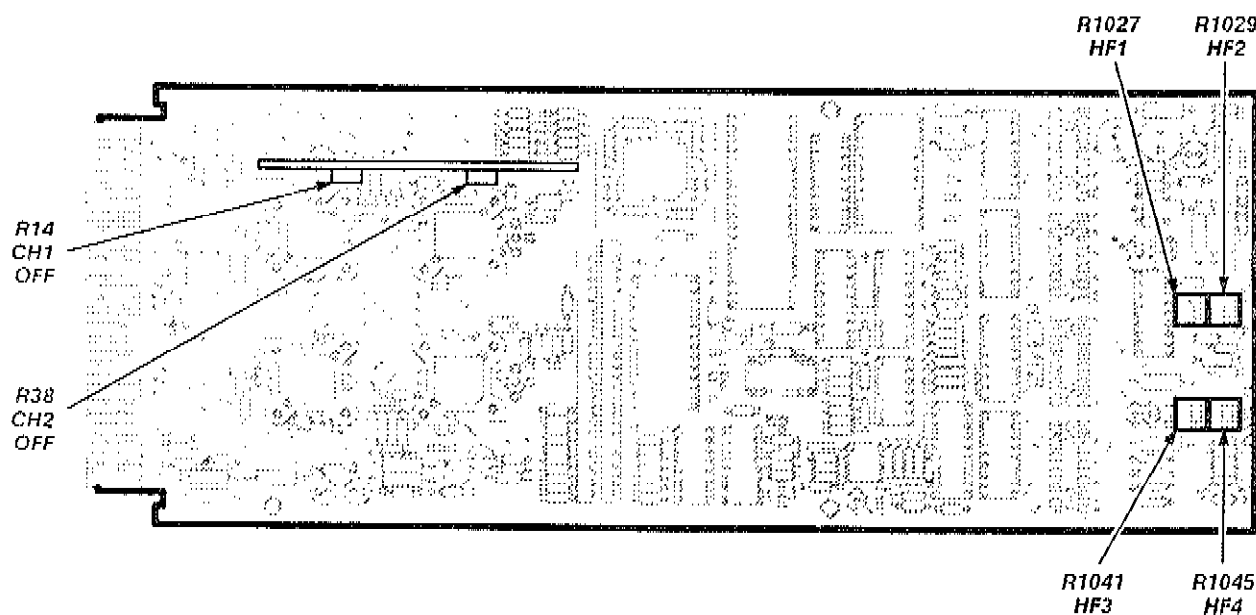 R1027
HF1
R1029
HF2
R14
CH1
OFF
R38
CH2
OFF
R1041
HF3
R1045
HF4